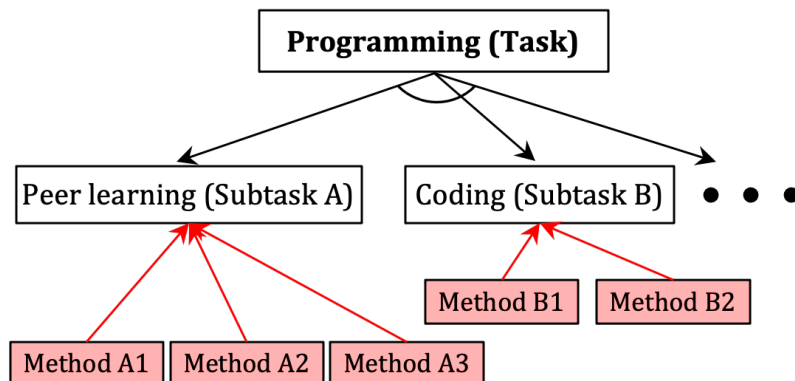 Programming (Task)
Peer learning (Subtask A)
Coding (Subtask B)
Method B1
Method B2
Method A1
Method A2
Method A3